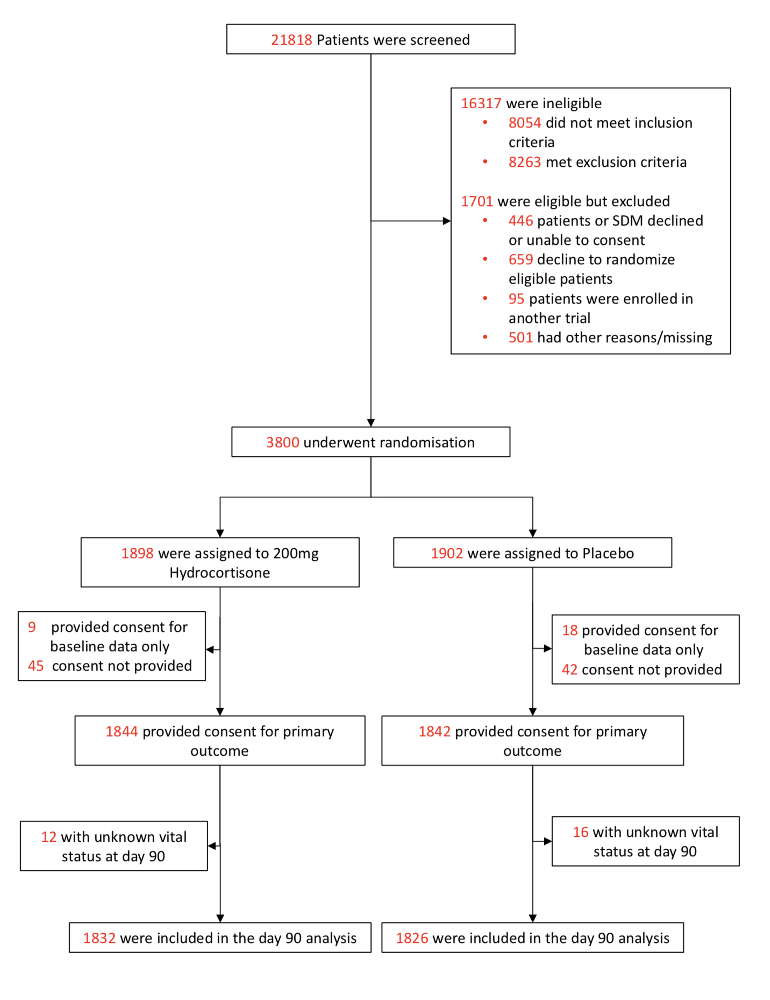 21818 Patients were screened
16317 were ineligible
• 8054 did not meet inclusion
criteria
• 8263 met exclusion criteria
1701 were eligible but excluded
• 446 patients or SDM declined
or unable to consent
• 659 decline to randomize
eligible patients
• 95 patients were enrolled in
another trial
• 501 had other reasons/missing
3800 underwent randomisation
1898 were assigned to 200mg
Hydrocortisone
1902 were assigned to Placebo
9 provided consent for
baseline data only
45 consent not provided
18 provided consent for
baseline data only
42 consent not provided
1844 provided consent for primary
outcome
1842 provided consent for primary
outcome
12 with unknown vital
status at day 90
16 with unknown vital
status at day 90
1832 were included in the day 90 analysis
1826 were included in the day 90 analysis